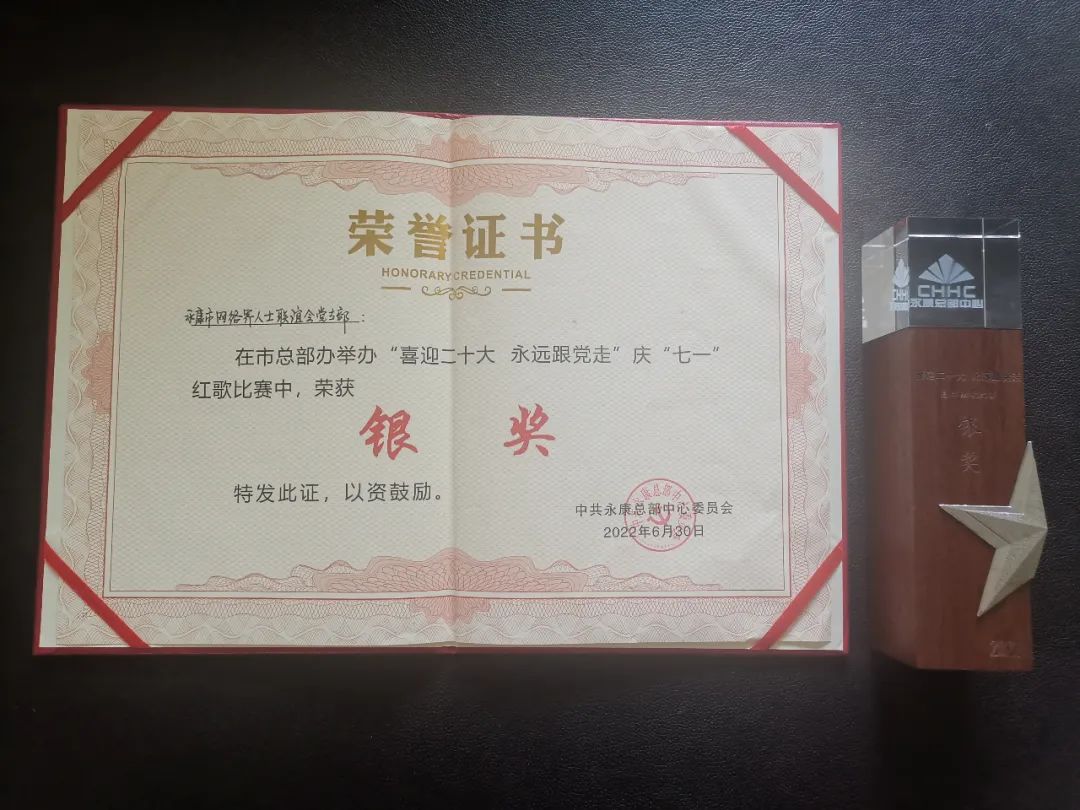 荣誉证书
HONORARY CREDENTIAL
永康市网络界人士联谊会党支部：
在市总部办举办“喜迎二十大 永远跟党走”庆“七一”
红歌比赛中，荣获
银 奖
特发此证，以资鼓励。
中共永康总部中心委员会
2022年6月30日
CHHC
永康总部中心
银奖